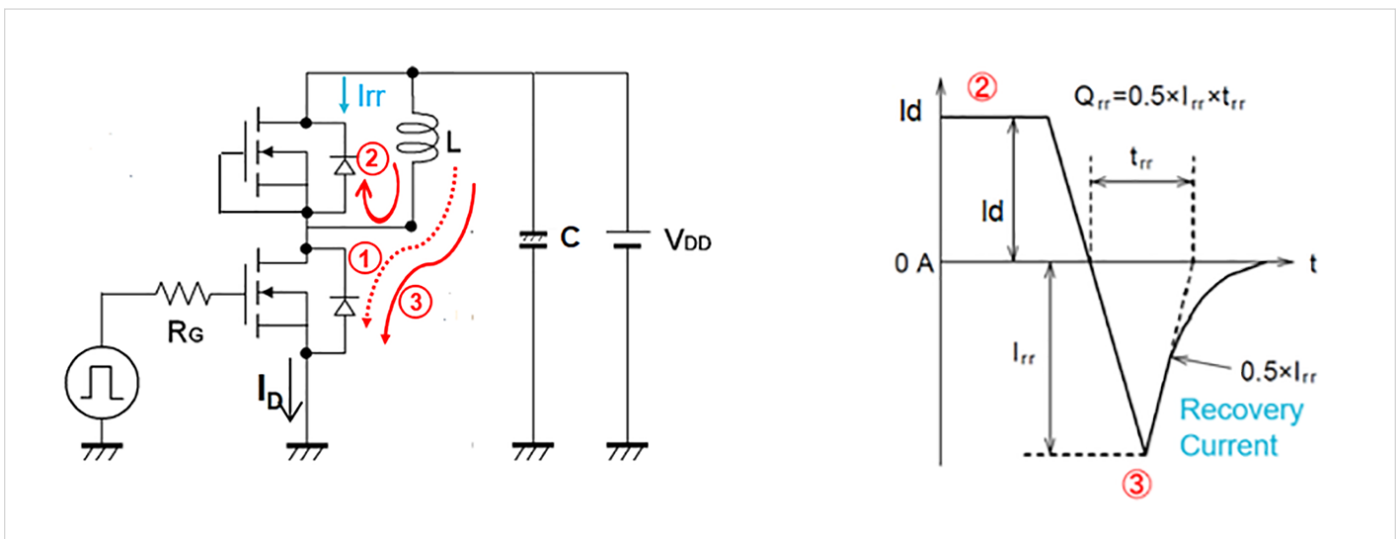 Irr
②
L
①
③
C
VDD
RG
ID
②
Qrr=0.5×Irr×trr
Id
trr
Id
0 A
t
Irr
0.5×Irr
Recovery
Current
③